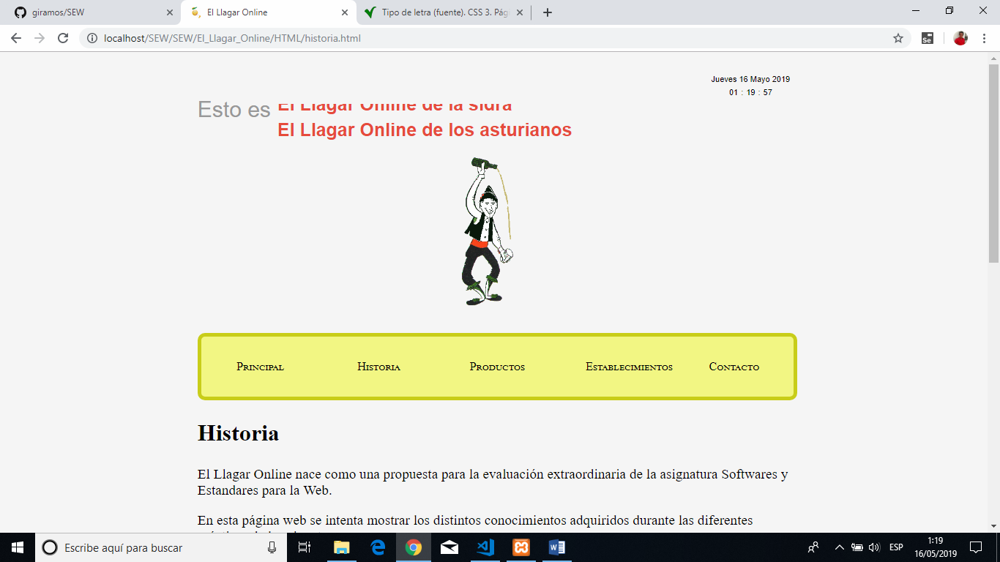 giramos/SEW
El Llagar Online
Tipo de letra (fuente). CSS 3. Pág
localhost/SEW/SEW/El_Llagar_Online/HTML/historia.html
Se
Jueves 16 Mayo 2019
01 : 19 : 57
Esto es El Llagar Online de la sidra
El Llagar Online de los asturianos
Principal Historia Productos Establecimientos Contacto
Historia
El Llagar Online nace como una propuesta para la evaluación extraordinaria de la asignatura Softwares y
Estandares para la Web.
En esta página web se intenta mostrar los distintos conocimientos adquiridos durante las diferentes
Escribe aquí para buscar
ESP
1:19
16/05/2019